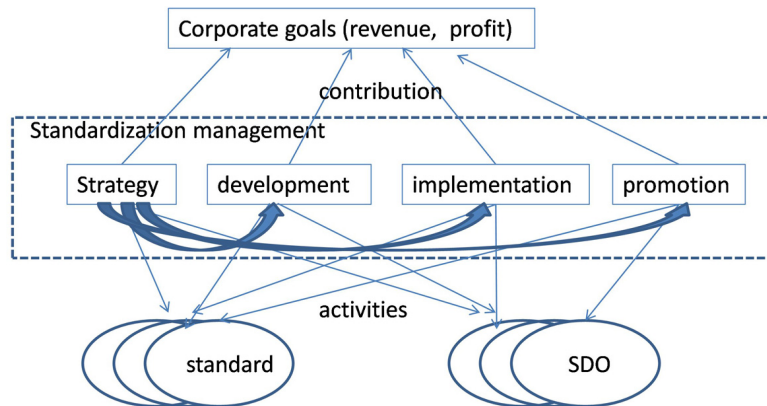 Corporate goals (revenue, profit)
contribution
Standardization management
Strategy
development
implementation
promotion
activities
standard
SDO